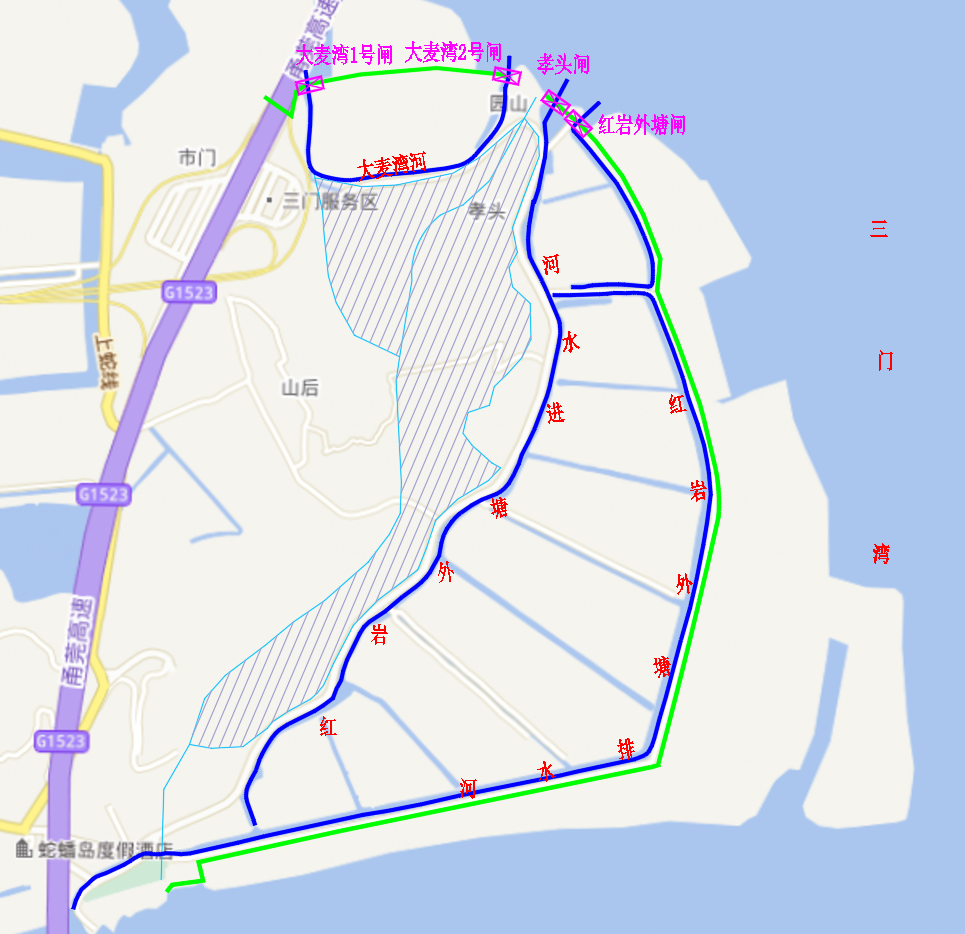 甬莞高速
大麦湾1号闸
大麦湾2号闸
孝头闸
园山
红岩外塘闸
市门
大麦湾河
三门服务区
孝头
三门湾
G1523
上蛇线
山后
红岩外塘进水河
红岩外塘排水河
G1523
甬莞高速
G1523
蛇蟠岛度假酒店